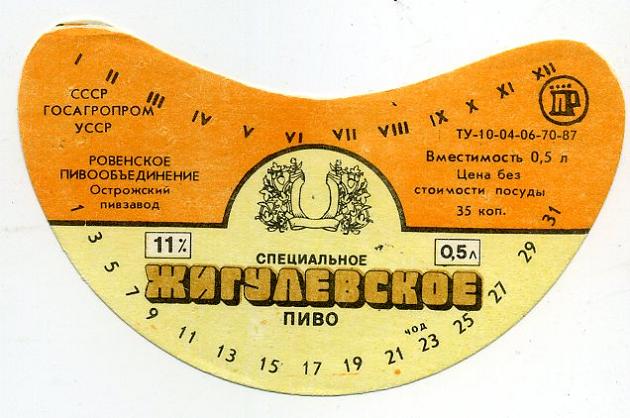 I II III IV V VI VII VIII IX X XI XII
СССР
ГОСАГРОПРОМ
УССР
РОВЕНСКОЕ
ПИВООБЪЕДИНЕНИЕ
Острожский
пивзавод
ПР
ТУ-10-04-06-70-87
Вместимость 0,5 л
Цена без
стоимости посуды
35 коп.
11%
0,5л
СПЕЦИАЛЬНОЕ
ЖИГУЛЕВСКОЕ
ПИВО
1 3 5 7 9 11 13 15 17 19 21 23 25 27 29 31